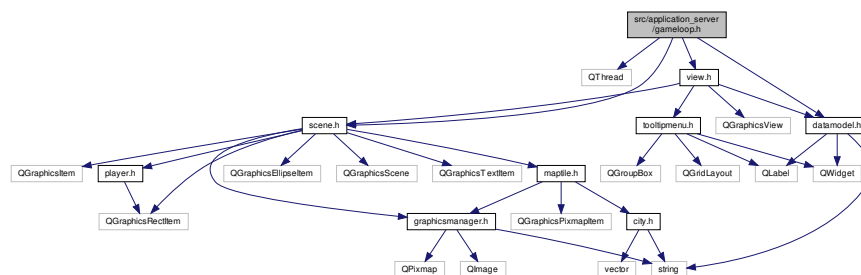 src/application_server
/gameloop.h
QThread
view.h
scene.h
tooltipmenu.h
QGraphicsView
datamodel.h
QGraphicsItem
player.h
QGraphicsEllipseItem
QGraphicsScene
QGraphicsTextItem
maptile.h
QGroupBox
QGridLayout
QLabel
QWidget
QGraphicsRectItem
graphicsmanager.h
QGraphicsPixmapItem
city.h
QPixmap
QImage
vector
string